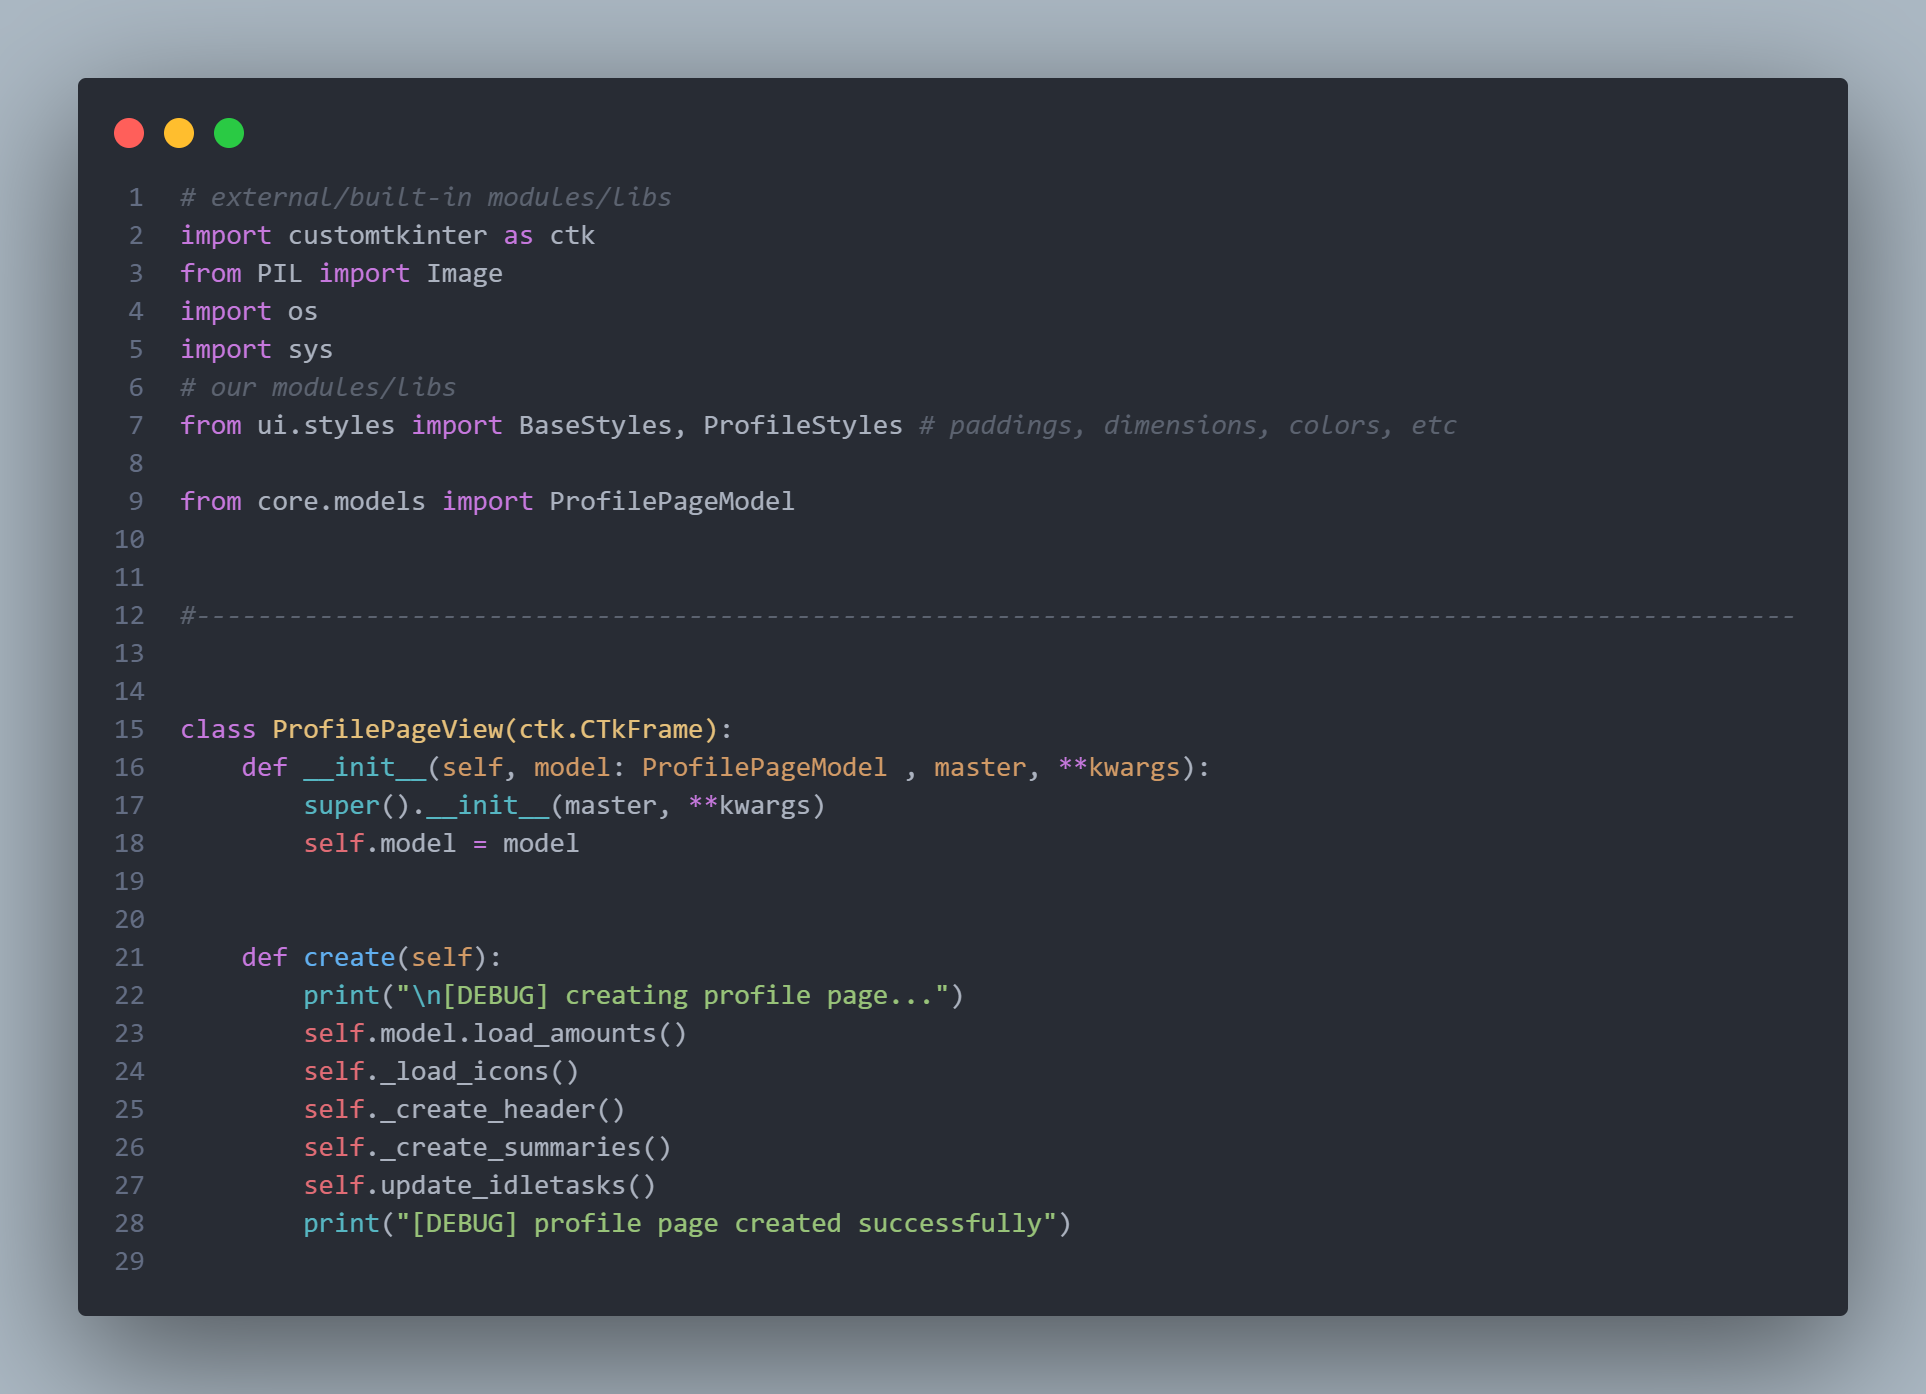 1 # external/built-in modules/libs
2 import customtkinter as ctk
3 from PIL import Image
4 import os
5 import sys
6 # our modules/libs
7 from ui.styles import BaseStyles, ProfileStyles # paddings, dimensions, colors, etc
8
9 from core.models import ProfilePageModel
10
11
12 #--------------------------------------------------------------------------------------------------------
13
14
15 class ProfilePageView(ctk.CTkFrame):
16     def __init__(self, model: ProfilePageModel , master, **kwargs):
17         super().__init__(master, **kwargs)
18         self.model = model
19
20
21     def create(self):
22         print("\n[DEBUG] creating profile page...")
23         self.model.load_amounts()
24         self._load_icons()
25         self._create_header()
26         self._create_summaries()
27         self.update_idletasks()
28         print("[DEBUG] profile page created successfully")
29